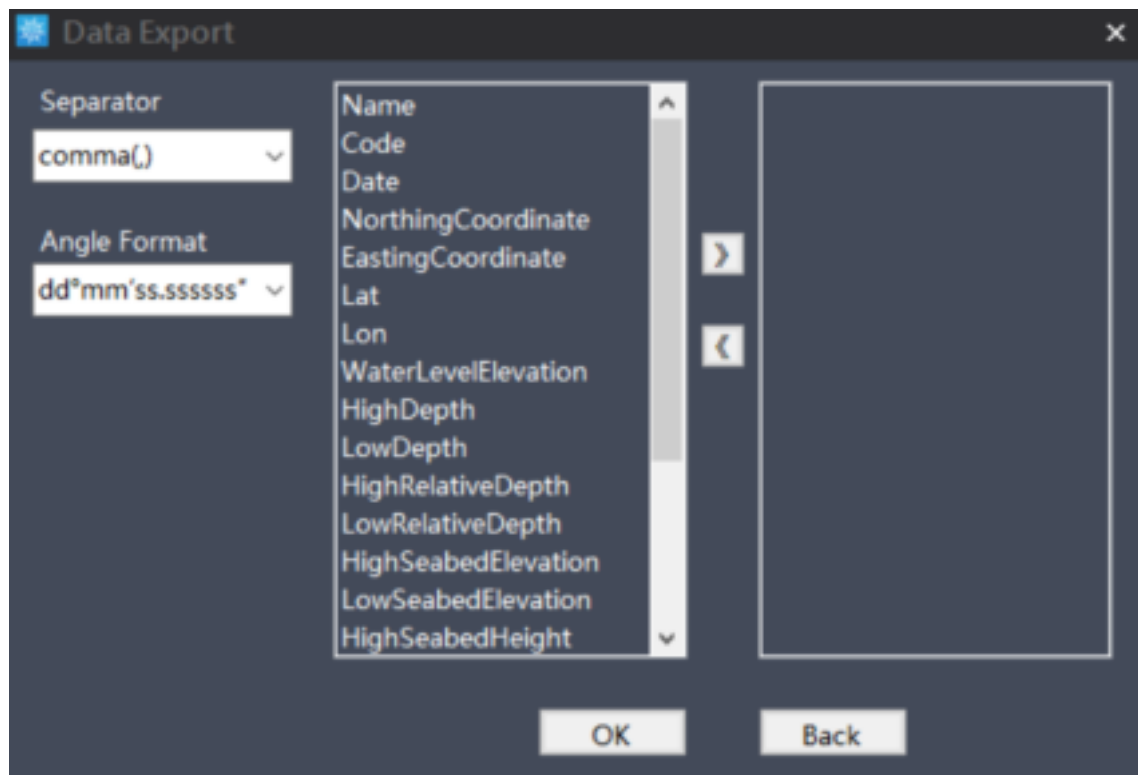 Data Export
Separator
comma(,)
Angle Format
dd°mm'ss.ssssss"
Name
Code
Date
NorthingCoordinate
EastingCoordinate
Lat
Lon
WaterLevelElevation
HighDepth
LowDepth
HighRelativeDepth
LowRelativeDepth
HighSeabedElevation
LowSeabedElevation
HighSeabedHeight
OK
Back